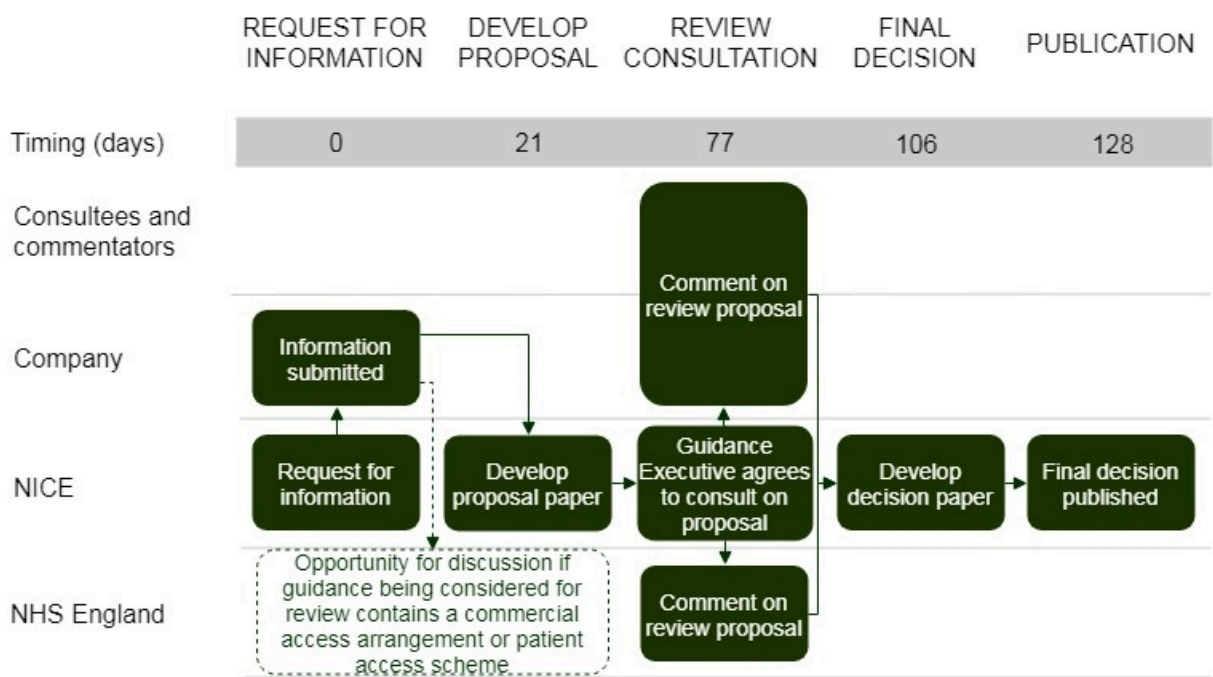 REQUEST FOR
INFORMATION
DEVELOP
PROPOSAL
REVIEW
CONSULTATION
FINAL
DECISION
PUBLICATION
Timing (days)
0
21
77
106
128
Consultees and
commentators
Comment on
review proposal
Company
Information
submitted
NICE
Request for
information
Develop
proposal paper
Guidance
Executive agrees
to consult on
proposal
Develop
decision paper
Final decision
published
NHS England
Opportunity for discussion if
guidance being considered for
review contains a commercial
access arrangement or patient
access scheme
Comment on
review proposal